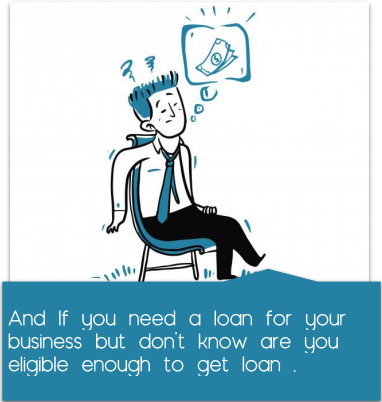 And If you need a loan for your
business but don't know are you
eligible enough to get loan .